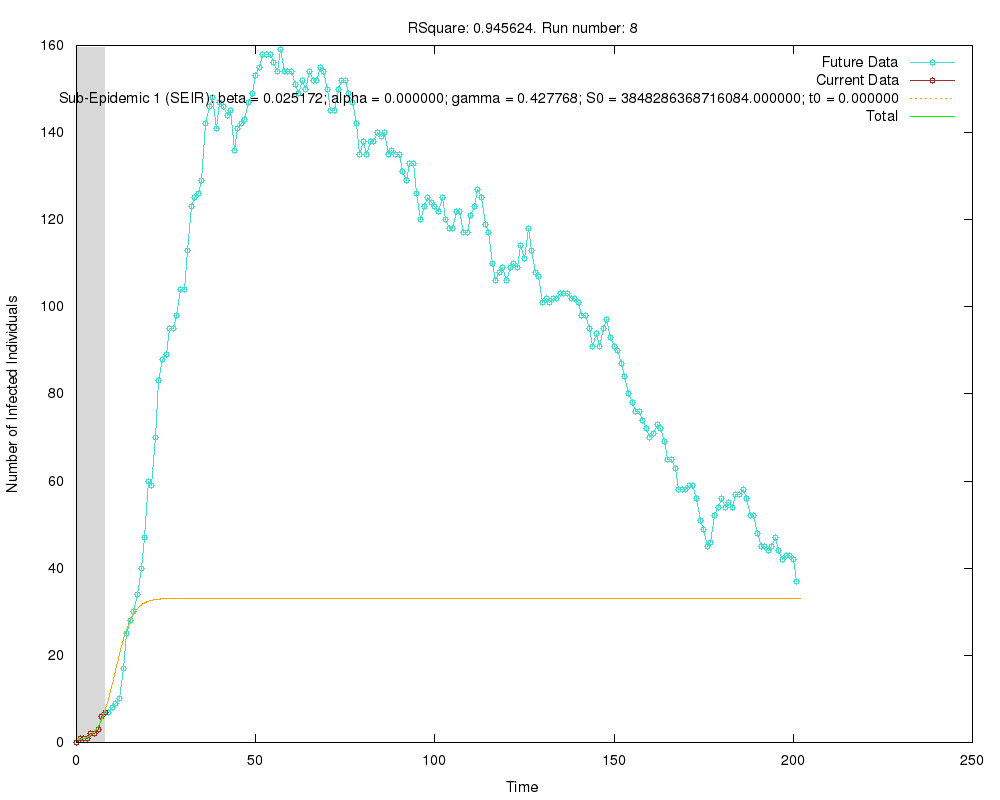 RSquare: 0.945624. Run number: 8
160
Future Data
Current Data
Sub-Epidemic 1 (SEIR); beta = 0.025172; alpha = 0.000000; gamma = 0.427768; S0 = 3848286368716084.000000; t0 = 0.000000
Total
140
120
100
80
60
40
20
0
Number of Infected Individuals
0 50 100 150 200 250
Time